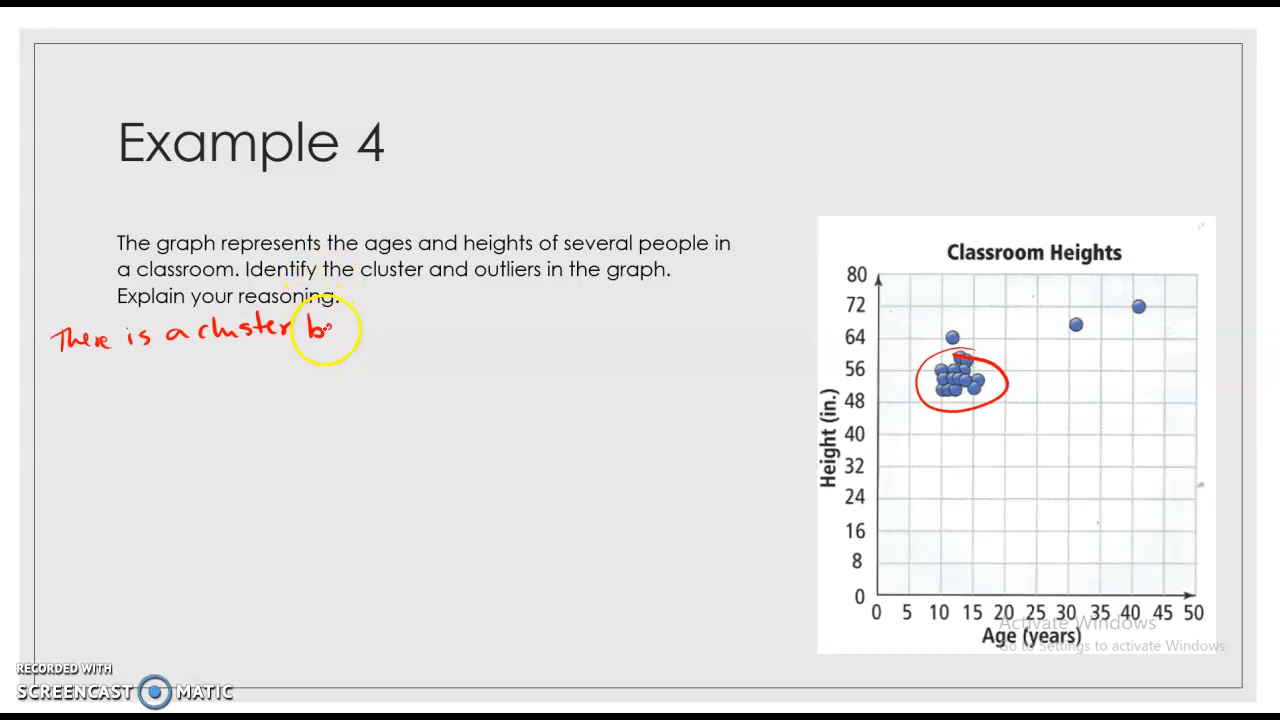 Example 4
The graph represents the ages and heights of several people in
a classroom. Identify the cluster and outliers in the graph.
Explain your reasoning.
There is a cluster b
Classroom Heights
80
72
64
56
48
40
32
24
16
8
0
Height (in.)
0 5 10 15 20 25 30 35 40 45 50
Age (years)
Activate Windows
Go to Settings to activate Windows.
RECORDED WITH
SCREENCAST MATIC